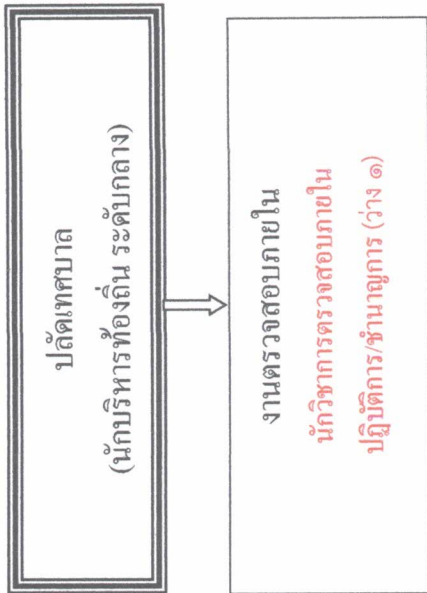 ปลัดเทศบาล
(นักบริหารท้องถิ่น ระดับกลาง)
งานตรวจสอบภายใน
นักวิชาการตรวจสอบภายใน
ปฏิบัติการ/ชำนาญการ (ว่าง ๑)